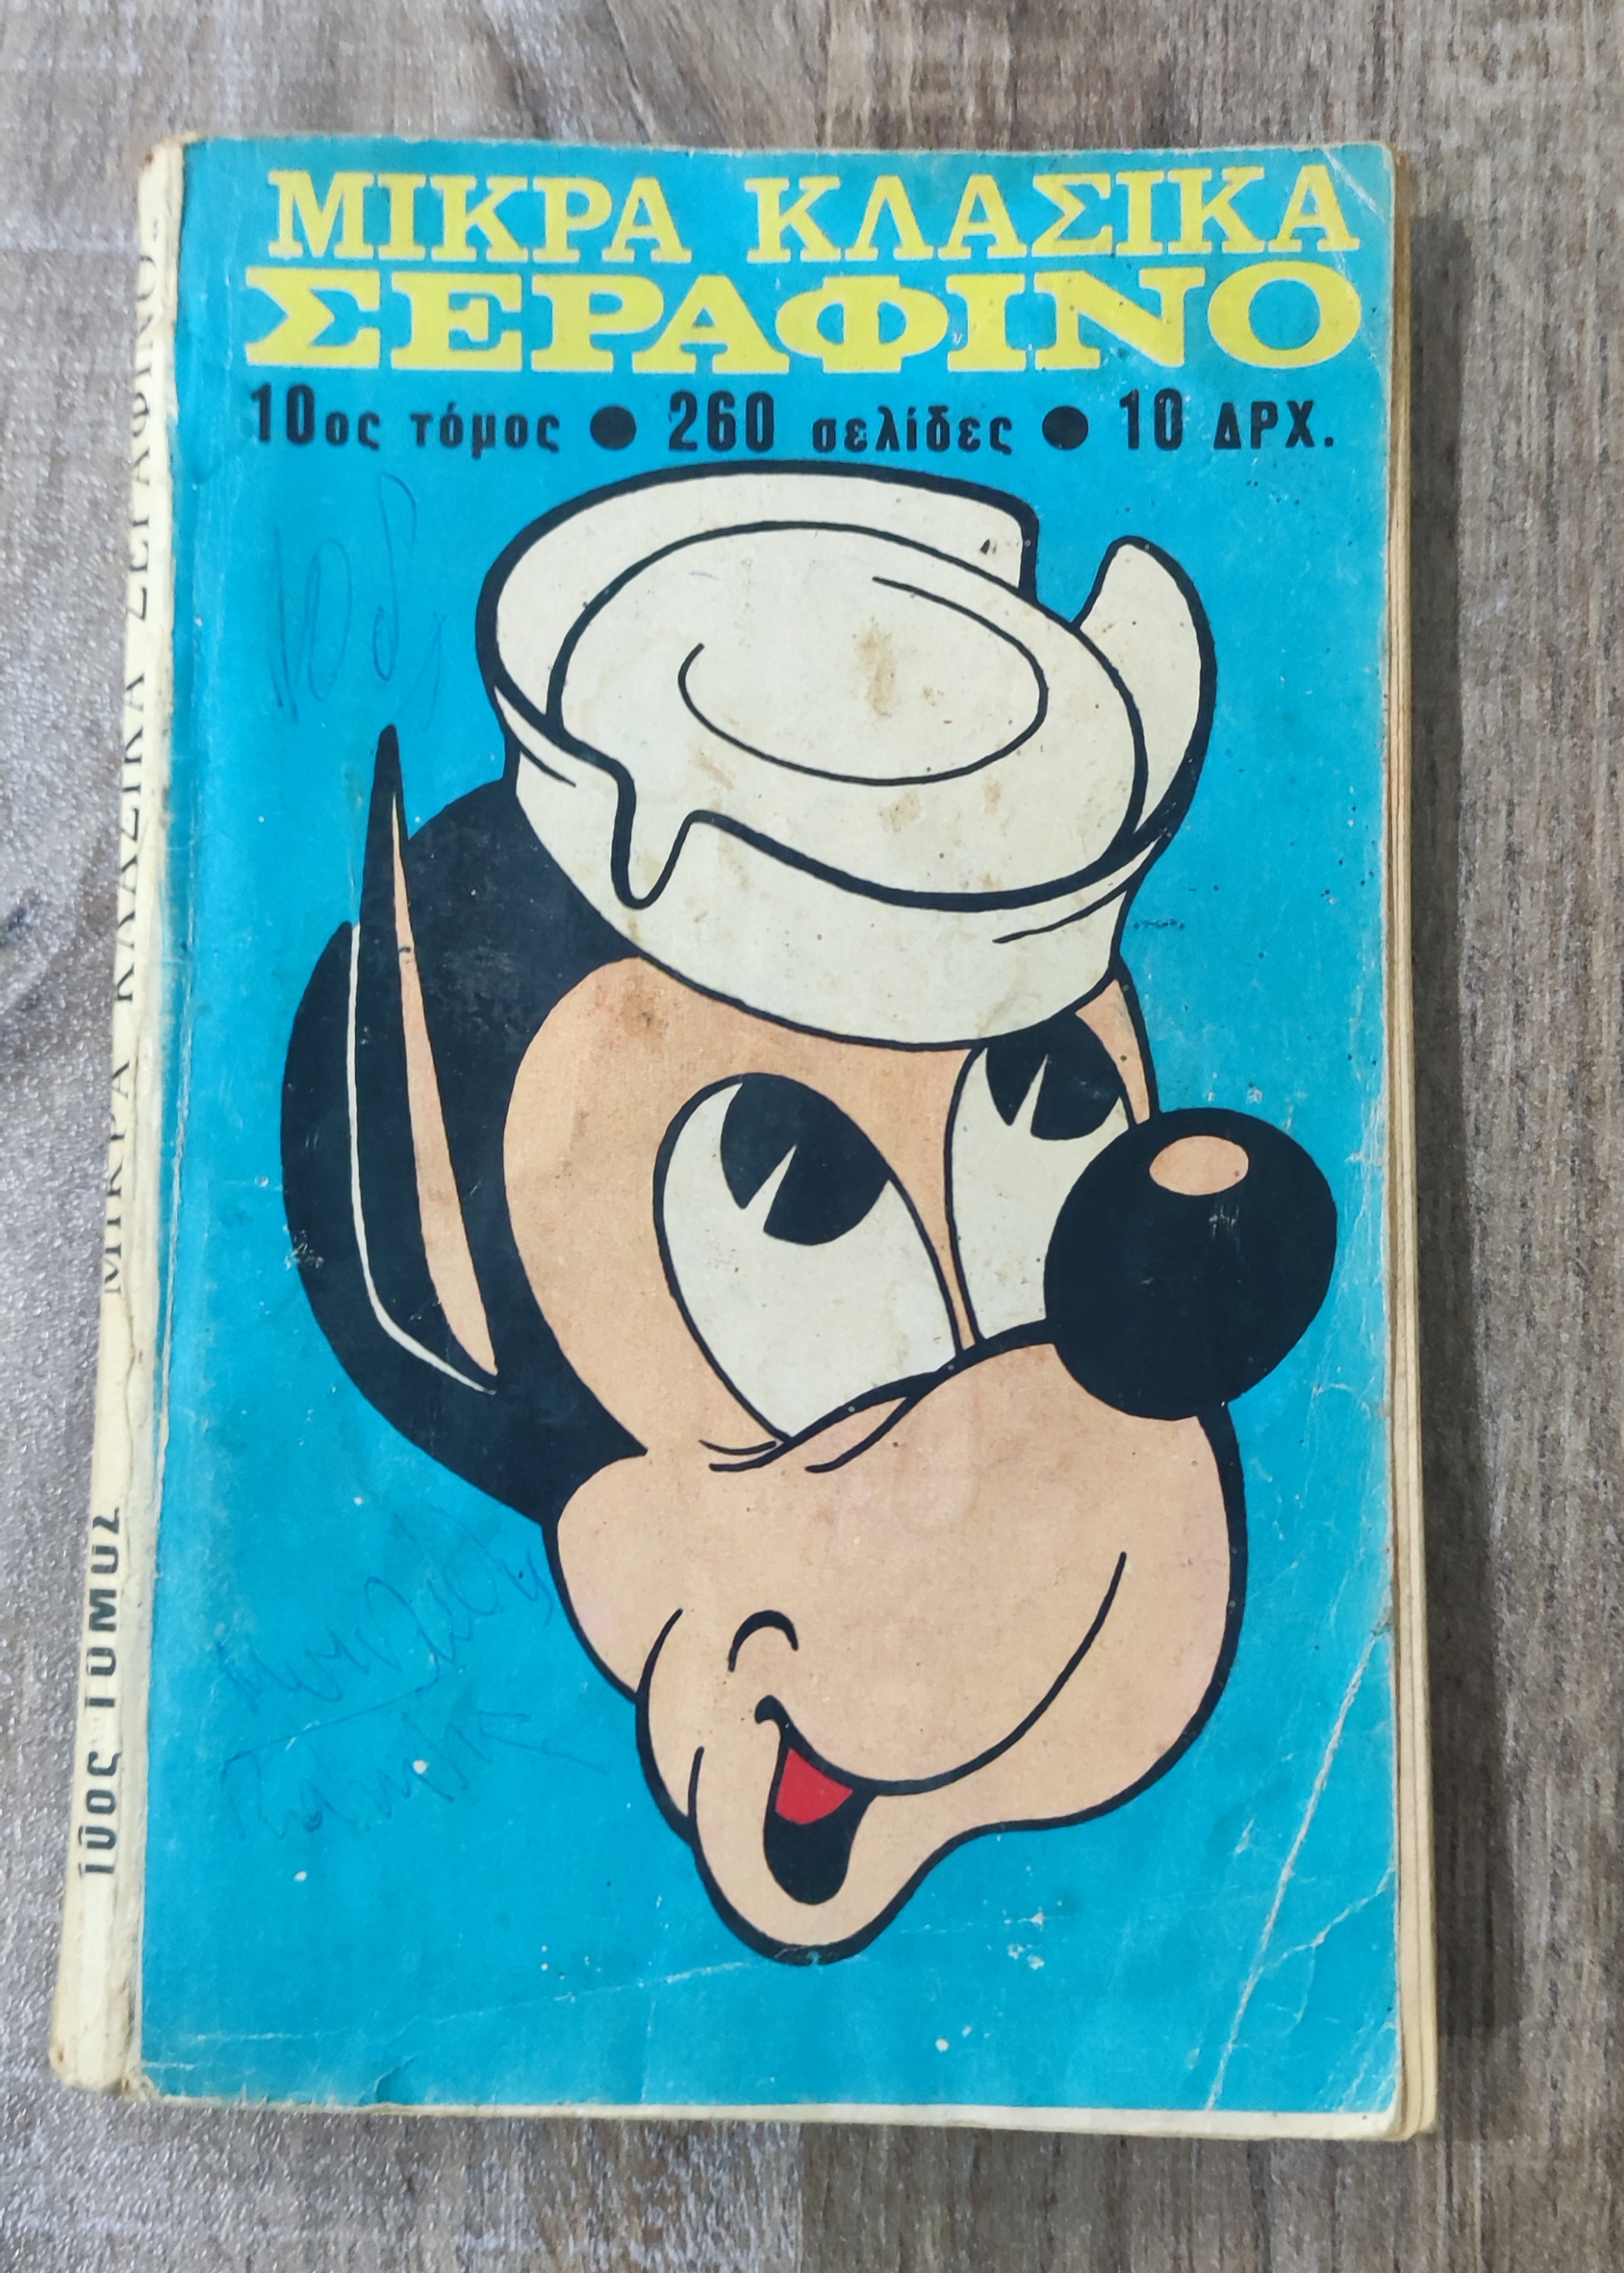 ΜΙΚΡΑ ΚΛΑΣΙΚΑ
ΣΕΡΑΦΙΝΟ
10ος τόμος ● 260 σελίδες ● 10 ΔΡΧ.
10ος ΤΟΜΟΣ ΜΙΚΡΑ ΚΛΑΣΙΚΑ ΣΕΡΑΦΙΝΟ